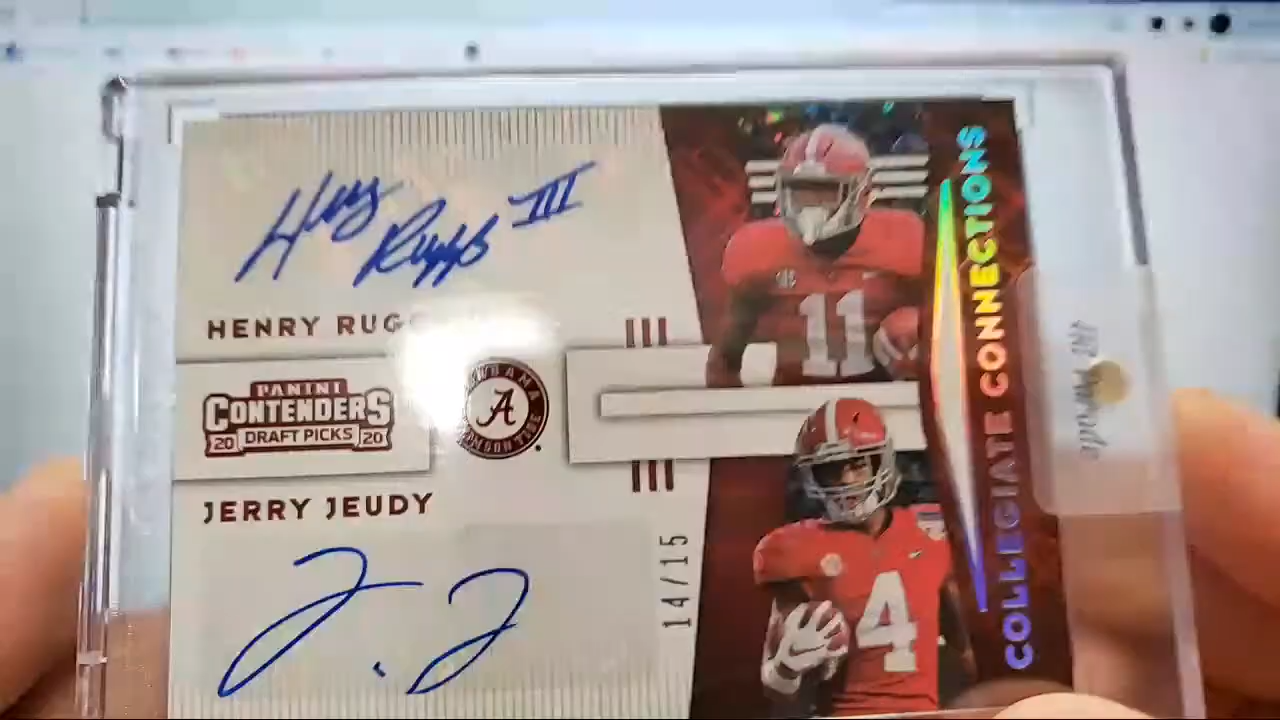 Henry Ruggs III
HENRY RUGG
PANINI
CONTENDERS
20 DRAFT PICKS 20
ALABAMA
CRIMSON TIDE
A
JERRY JEUDY
J. J
14/15
11
4
COLLEGIATE CONNECTIONS